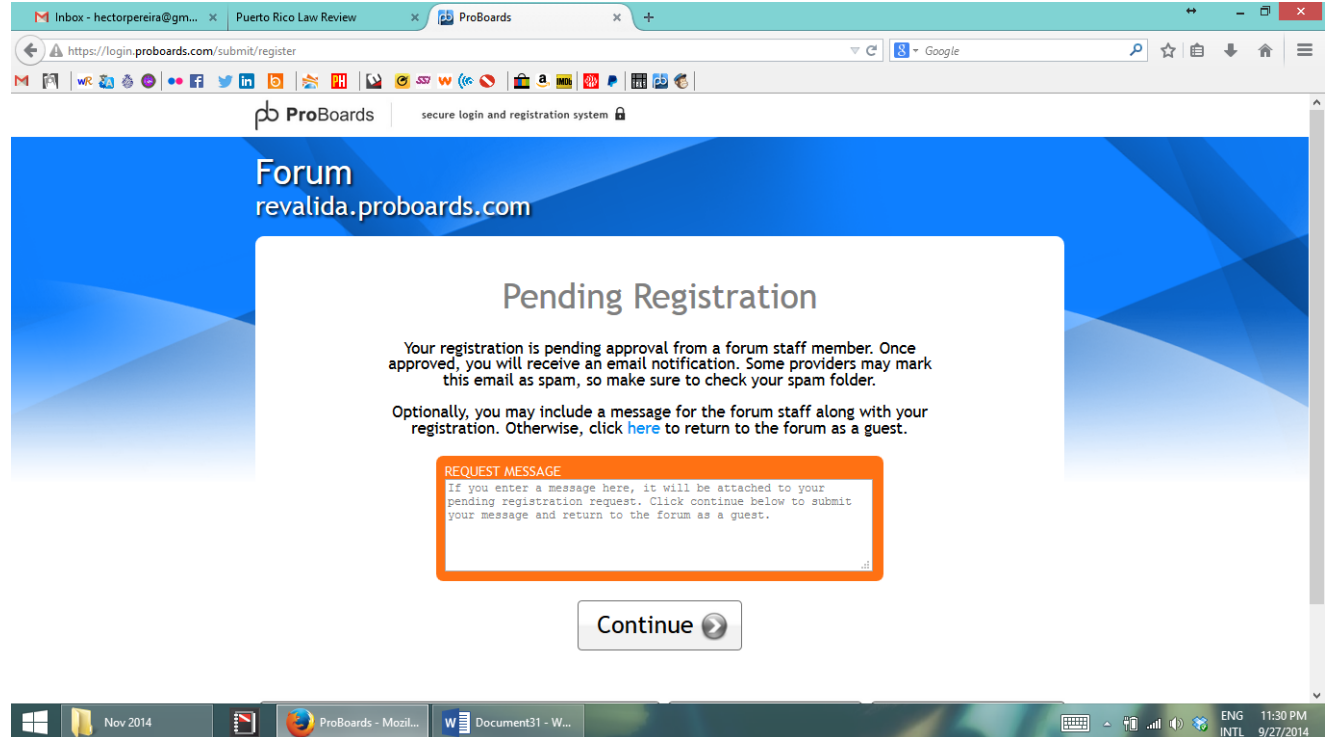 Inbox - hectorpereira@gm...
Puerto Rico Law Review
ProBoards
https://login.proboards.com/submit/register
Google
pb ProBoards
secure login and registration system
Forum
revalida.proboards.com
Pending Registration
Your registration is pending approval from a forum staff member. Once
approved, you will receive an email notification. Some providers may mark
this email as spam, so make sure to check your spam folder.
Optionally, you may include a message for the forum staff along with your
registration. Otherwise, click here to return to the forum as a guest.
REQUEST MESSAGE
If you enter a message here, it will be attached to your
pending registration request. Click continue below to submit
your message and return to the forum as a guest.
Continue
Nov 2014
ProBoards - Mozil...
Document31 - W...
ENG 11:30 PM
INTL 9/27/2014